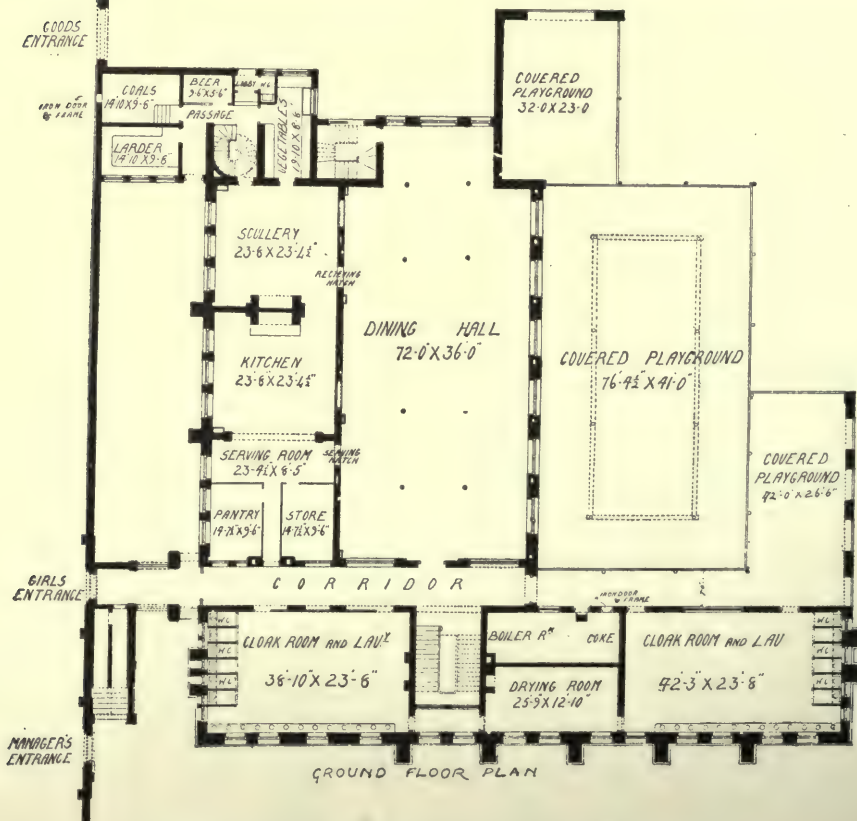 GOODS
ENTRANCE
COALS
14·10 X 9·6"
BEER
9·6 X 5·6"
LOBBY
W C
IRON DOOR
& FRAME
PASSAGE
LARDER
14·10 X 9·6
VEGETABLES
19·10 X 8·6
COVERED
PLAYGROUND
32·0 X 23·0
SCULLERY
23·6 X 23·4½"
RECIEVING
HATCH
DINING HALL
72·0" X 36·0"
KITCHEN
23·6 X 23·4½"
COVERED PLAYGROUND
76·4½" X 41·0"
SERVING ROOM
23·4½ X 8·5"
SERVING
HATCH
PANTRY
14·7½ X 9·6"
STORE
14·7½ X 9·6
COVERED
PLAYGROUND
42·0" X 26·6"
GIRLS
ENTRANCE
CORRIDOR
IRON DOOR
& FRAME
W C
W C
W C
W C
CLOAK ROOM AND LAVY
38'·10" X 23'·6"
BOILER RM
COKE
DRYING ROOM
25·9 X 12·10"
CLOAK ROOM AND LAV
42'·3" X 23'·8"
W C
W C
W C
W C
MANAGER'S
ENTRANCE
GROUND FLOOR PLAN